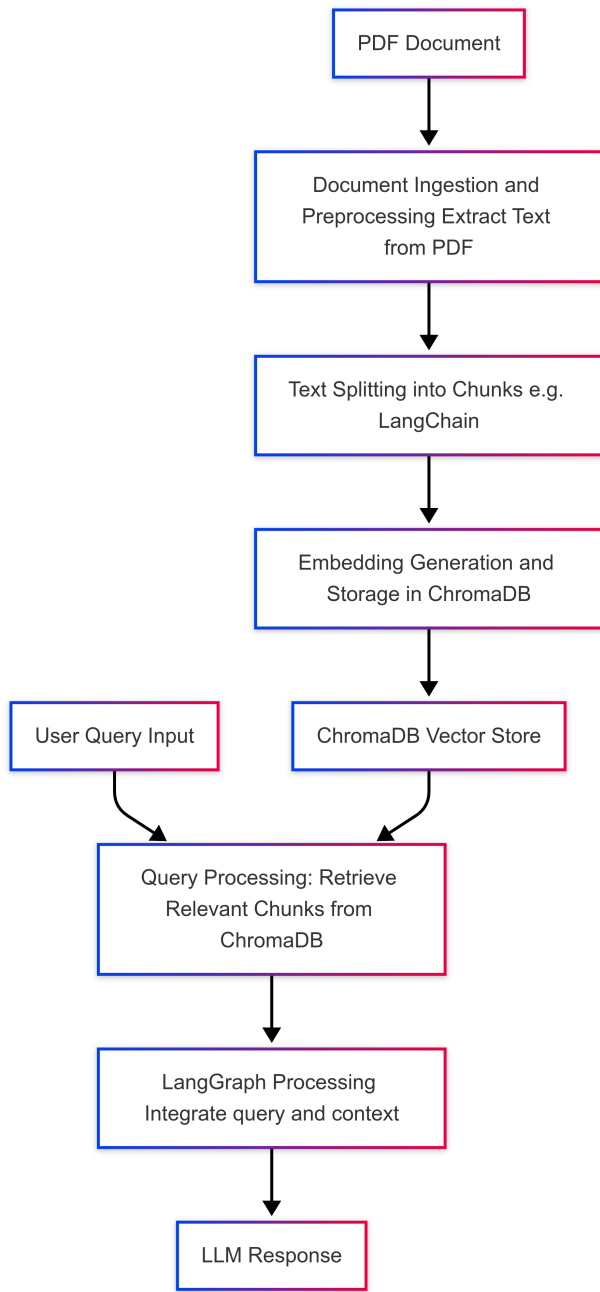 PDF Document
Document Ingestion and
Preprocessing Extract Text
from PDF
Text Splitting into Chunks e.g.
LangChain
Embedding Generation and
Storage in ChromaDB
User Query Input
ChromaDB Vector Store
Query Processing: Retrieve
Relevant Chunks from
ChromaDB
LangGraph Processing
Integrate query and context
LLM Response